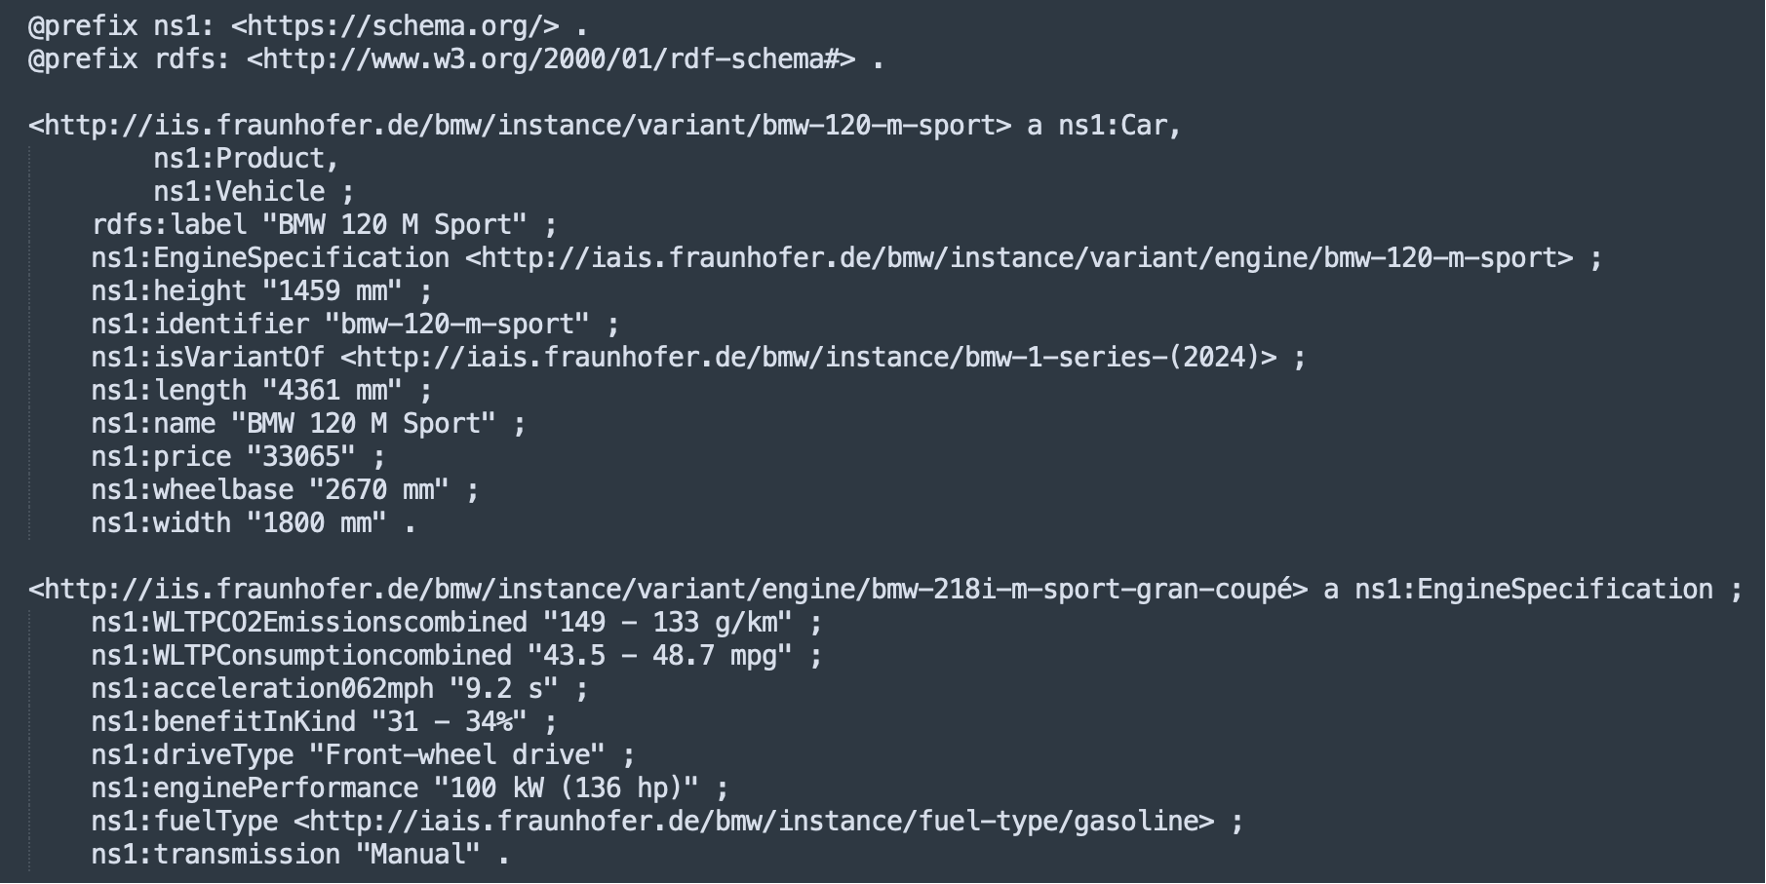 @prefix ns1: <https://schema.org/> .
@prefix rdfs: <http://www.w3.org/2000/01/rdf-schema#> .

<http://iis.fraunhofer.de/bmw/instance/variant/bmw-120-m-sport> a ns1:Car,
        ns1:Product,
        ns1:Vehicle ;
    rdfs:label "BMW 120 M Sport" ;
    ns1:EngineSpecification <http://iais.fraunhofer.de/bmw/instance/variant/engine/bmw-120-m-sport> ;
    ns1:height "1459 mm" ;
    ns1:identifier "bmw-120-m-sport" ;
    ns1:isVariantOf <http://iais.fraunhofer.de/bmw/instance/bmw-1-series-(2024)> ;
    ns1:length "4361 mm" ;
    ns1:name "BMW 120 M Sport" ;
    ns1:price "33065" ;
    ns1:wheelbase "2670 mm" ;
    ns1:width "1800 mm" .

<http://iis.fraunhofer.de/bmw/instance/variant/engine/bmw-218i-m-sport-gran-coupé> a ns1:EngineSpecification ;
    ns1:WLTPCO2Emissionscombined "149 – 133 g/km" ;
    ns1:WLTPConsumptioncombined "43.5 – 48.7 mpg" ;
    ns1:acceleration062mph "9.2 s" ;
    ns1:benefitInKind "31 – 34%" ;
    ns1:driveType "Front-wheel drive" ;
    ns1:enginePerformance "100 kW (136 hp)" ;
    ns1:fuelType <http://iais.fraunhofer.de/bmw/instance/fuel-type/gasoline> ;
    ns1:transmission "Manual" .